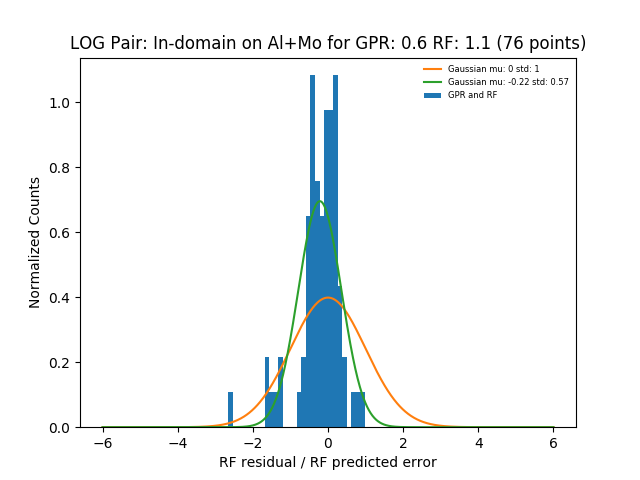 LOG Pair: In-domain on Al+Mo for GPR: 0.6 RF: 1.1 (76 points)
Gaussian mu: 0 std: 1
Gaussian mu: -0.22 std: 0.57
GPR and RF
Normalized Counts
1.0
0.8
0.6
0.4
0.2
0.0
−6 −4 −2 0 2 4 6
RF residual / RF predicted error